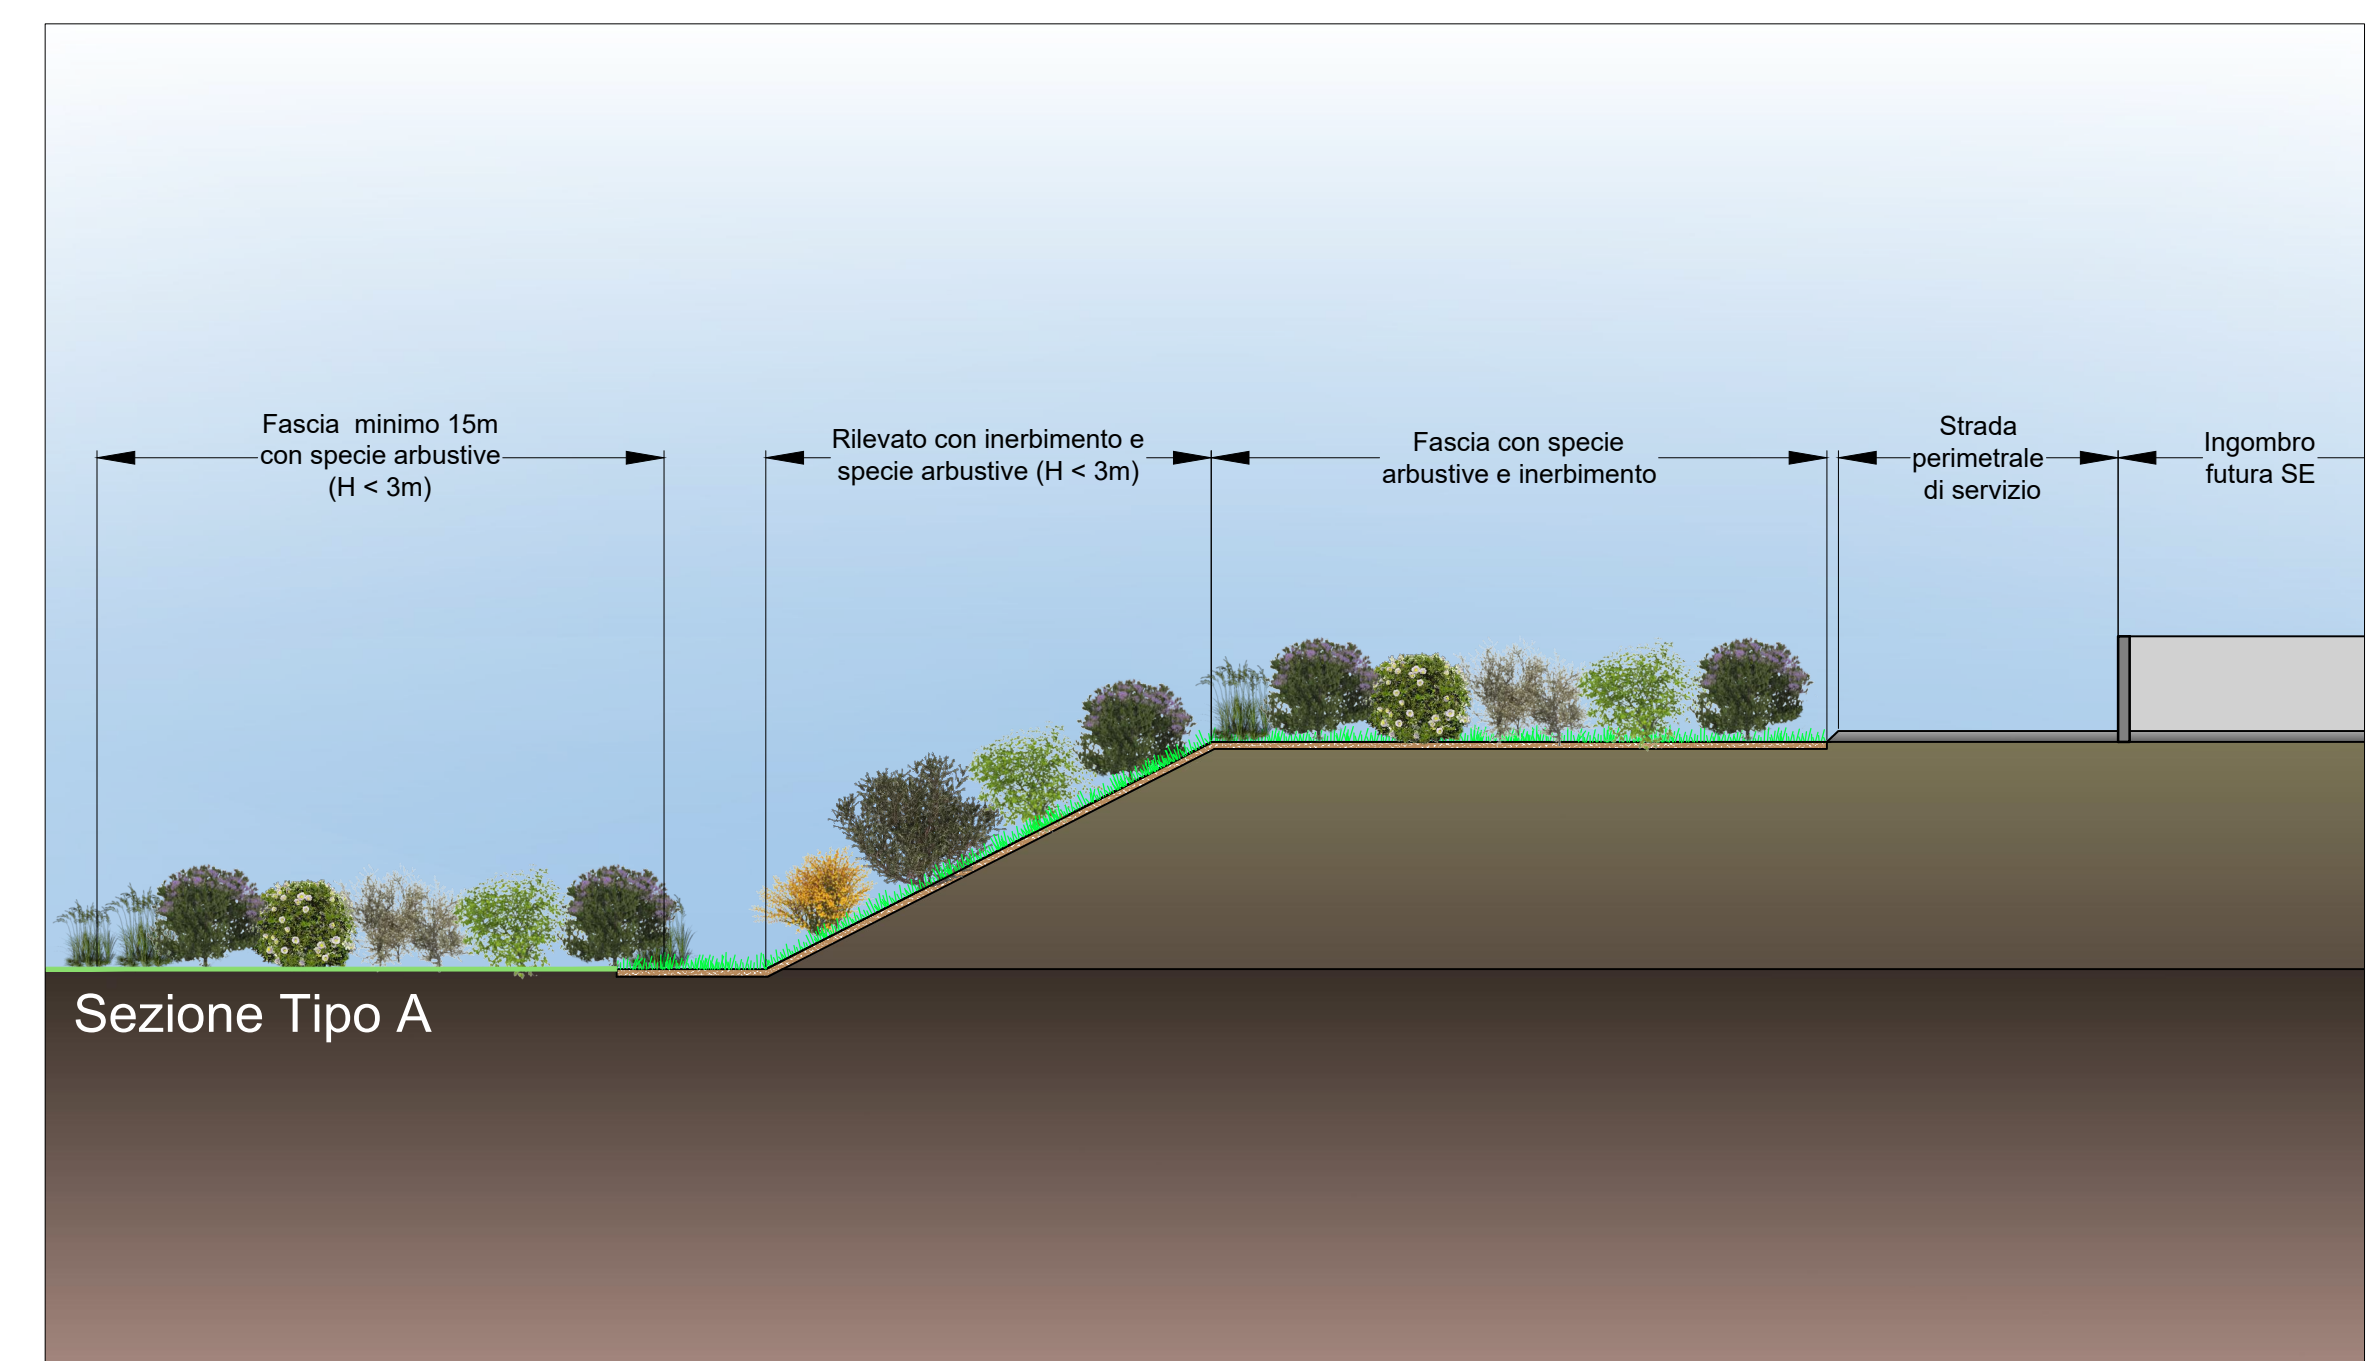 Fascia  minimo 15m
con specie arbustive
(H < 3m)
Rilevato con inerbimento e
specie arbustive (H < 3m)
Fascia con specie
arbustive e inerbimento
Strada
perimetrale
di servizio
Ingombro
futura SE
Sezione Tipo A